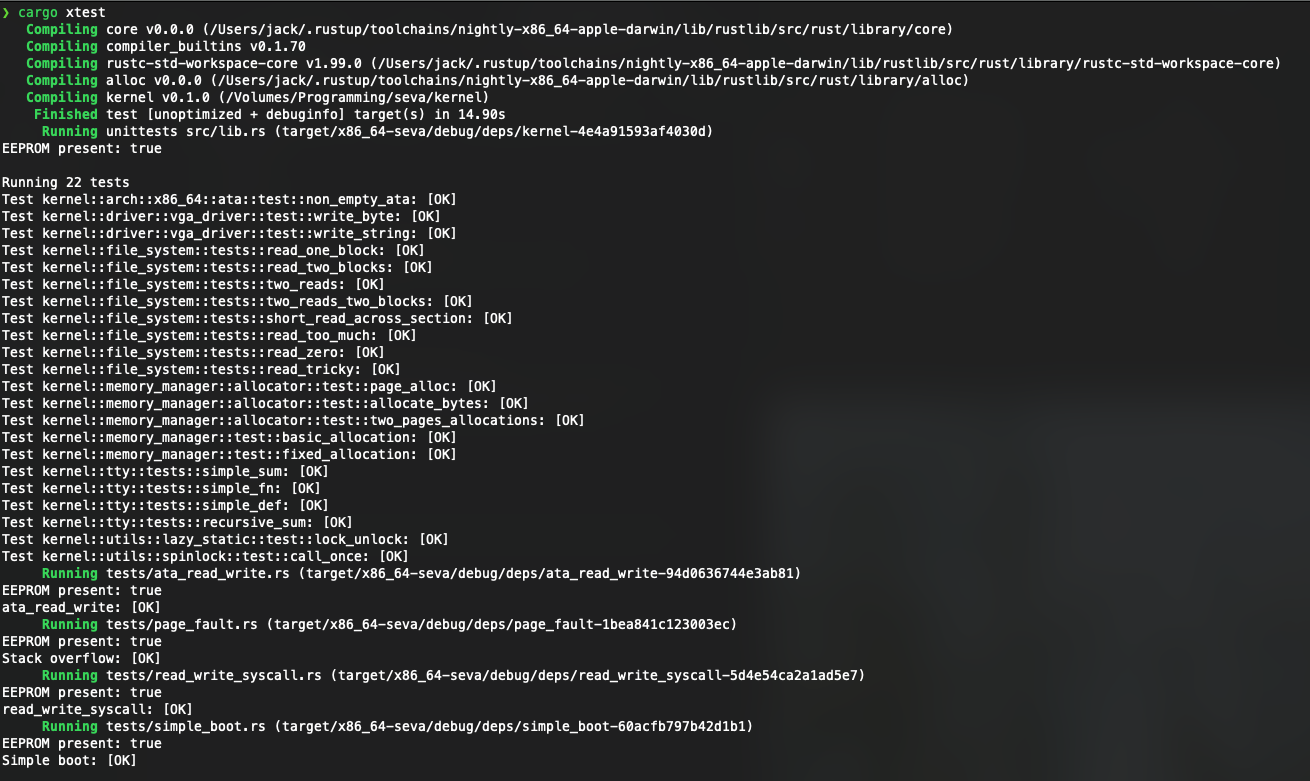 ❯ cargo xtest
Compiling core v0.0.0 (/Users/jack/.rustup/toolchains/nightly-x86_64-apple-darwin/lib/rustlib/src/rust/library/core)
Compiling compiler_builtins v0.1.70
Compiling rustc-std-workspace-core v1.99.0 (/Users/jack/.rustup/toolchains/nightly-x86_64-apple-darwin/lib/rustlib/src/rust/library/rustc-std-workspace-core)
Compiling alloc v0.0.0 (/Users/jack/.rustup/toolchains/nightly-x86_64-apple-darwin/lib/rustlib/src/rust/library/alloc)
Compiling kernel v0.1.0 (/Volumes/Programming/seva/kernel)
Finished test [unoptimized + debuginfo] target(s) in 14.90s
Running unittests src/lib.rs (target/x86_64-seva/debug/deps/kernel-4e4a91593af4030d)
EEPROM present: true
Running 22 tests
Test kernel::arch::x86_64::ata::test::non_empty_ata: [OK]
Test kernel::driver::vga_driver::test::write_byte: [OK]
Test kernel::driver::vga_driver::test::write_string: [OK]
Test kernel::file_system::tests::read_one_block: [OK]
Test kernel::file_system::tests::read_two_blocks: [OK]
Test kernel::file_system::tests::two_reads: [OK]
Test kernel::file_system::tests::two_reads_two_blocks: [OK]
Test kernel::file_system::tests::short_read_across_section: [OK]
Test kernel::file_system::tests::read_too_much: [OK]
Test kernel::file_system::tests::read_zero: [OK]
Test kernel::file_system::tests::read_tricky: [OK]
Test kernel::memory_manager::allocator::test::page_alloc: [OK]
Test kernel::memory_manager::allocator::test::allocate_bytes: [OK]
Test kernel::memory_manager::allocator::test::two_pages_allocations: [OK]
Test kernel::memory_manager::test::basic_allocation: [OK]
Test kernel::memory_manager::test::fixed_allocation: [OK]
Test kernel::tty::tests::simple_sum: [OK]
Test kernel::tty::tests::simple_fn: [OK]
Test kernel::tty::tests::simple_def: [OK]
Test kernel::tty::tests::recursive_sum: [OK]
Test kernel::utils::lazy_static::test::lock_unlock: [OK]
Test kernel::utils::spinlock::test::call_once: [OK]
Running tests/ata_read_write.rs (target/x86_64-seva/debug/deps/ata_read_write-94d0636744e3ab81)
EEPROM present: true
ata_read_write: [OK]
Running tests/page_fault.rs (target/x86_64-seva/debug/deps/page_fault-1bea841c123003ec)
EEPROM present: true
Stack overflow: [OK]
Running tests/read_write_syscall.rs (target/x86_64-seva/debug/deps/read_write_syscall-5d4e54ca2a1ad5e7)
EEPROM present: true
read_write_syscall: [OK]
Running tests/simple_boot.rs (target/x86_64-seva/debug/deps/simple_boot-60acfb797b42d1b1)
EEPROM present: true
Simple boot: [OK]